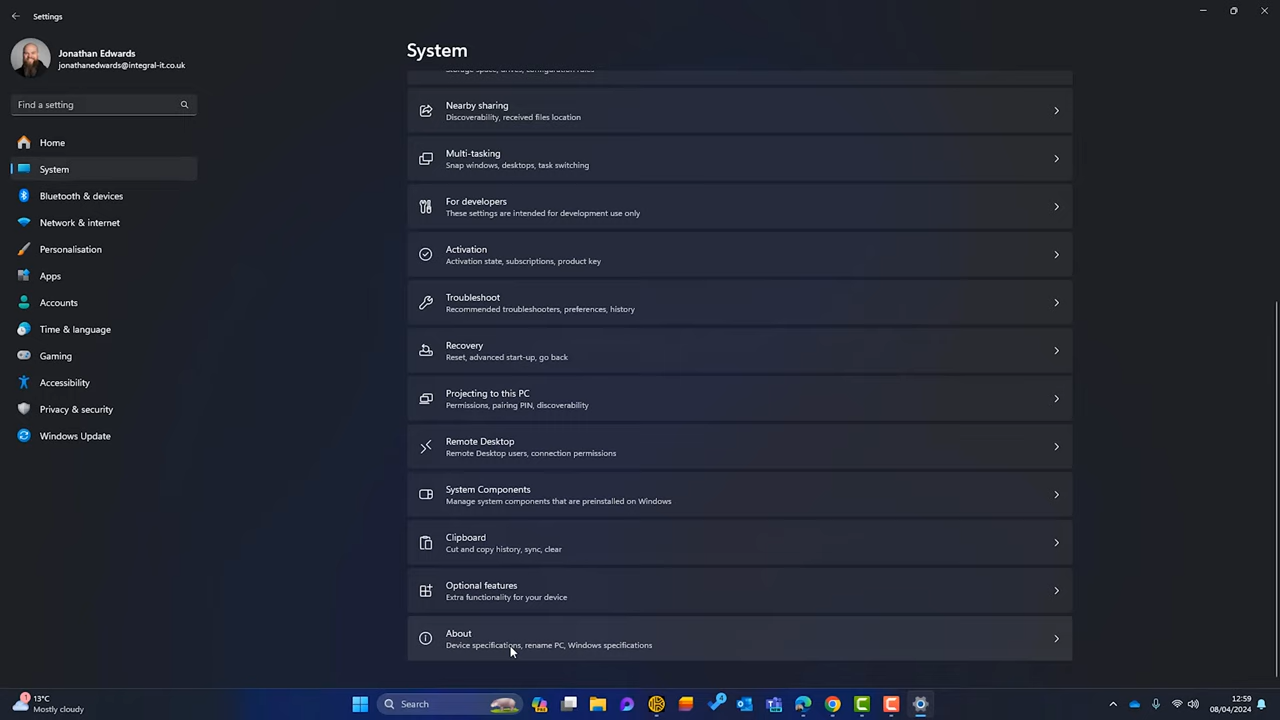 Settings
Jonathan Edwards
jonathanedwards@integral-it.co.uk
Find a setting
Home
System
Bluetooth & devices
Network & internet
Personalisation
Apps
Accounts
Time & language
Gaming
Accessibility
Privacy & security
Windows Update
System
Storage space, drives, configuration rules
Nearby sharing
Discoverability, received files location
Multi-tasking
Snap windows, desktops, task switching
For developers
These settings are intended for development use only
Activation
Activation state, subscriptions, product key
Troubleshoot
Recommended troubleshooters, preferences, history
Recovery
Reset, advanced start-up, go back
Projecting to this PC
Permissions, pairing PIN, discoverability
Remote Desktop
Remote Desktop users, connection permissions
System Components
Manage system components that are preinstalled on Windows
Clipboard
Cut and copy history, sync, clear
Optional features
Extra functionality for your device
About
Device specifications, rename PC, Windows specifications
1
13°C
Mostly cloudy
Search
12:59
08/04/2024